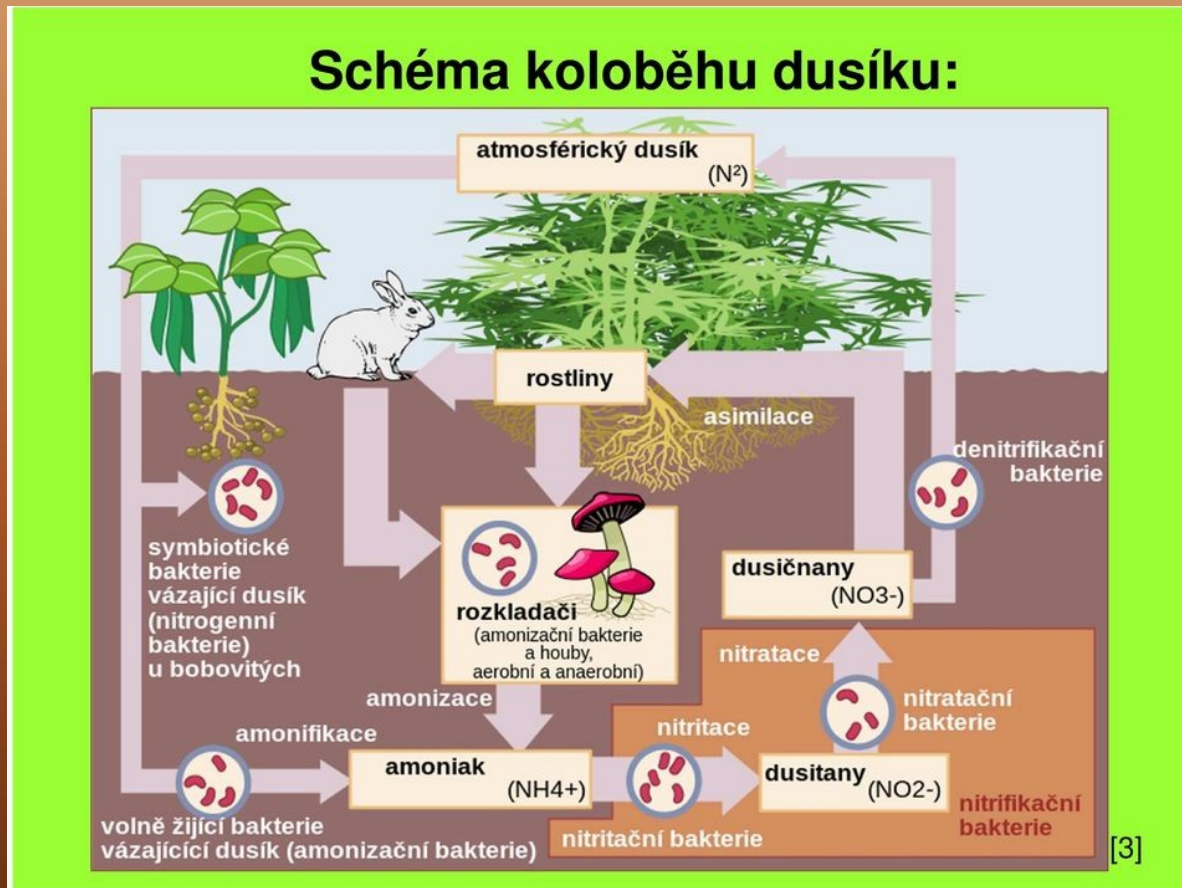 Schéma koloběhu dusíku:
atmosférický dusík
(N²)
rostliny
asimilace
denitrifikační
bakterie
symbiotické
bakterie
vázající dusík
(nitrogenní
bakterie)
u bobovitých
rozkladači
(amonizační bakterie
a houby,
aerobní a anaerobní)
dusičnany
(NO3-)
nitratace
nitratační
bakterie
amonizace
amonifikace
nitritace
amoniak
(NH4+)
dusitany
(NO2-)
nitrifikační
bakterie
volně žijící bakterie
vázajícící dusík (amonizační bakterie)
nitritační bakterie
[3]